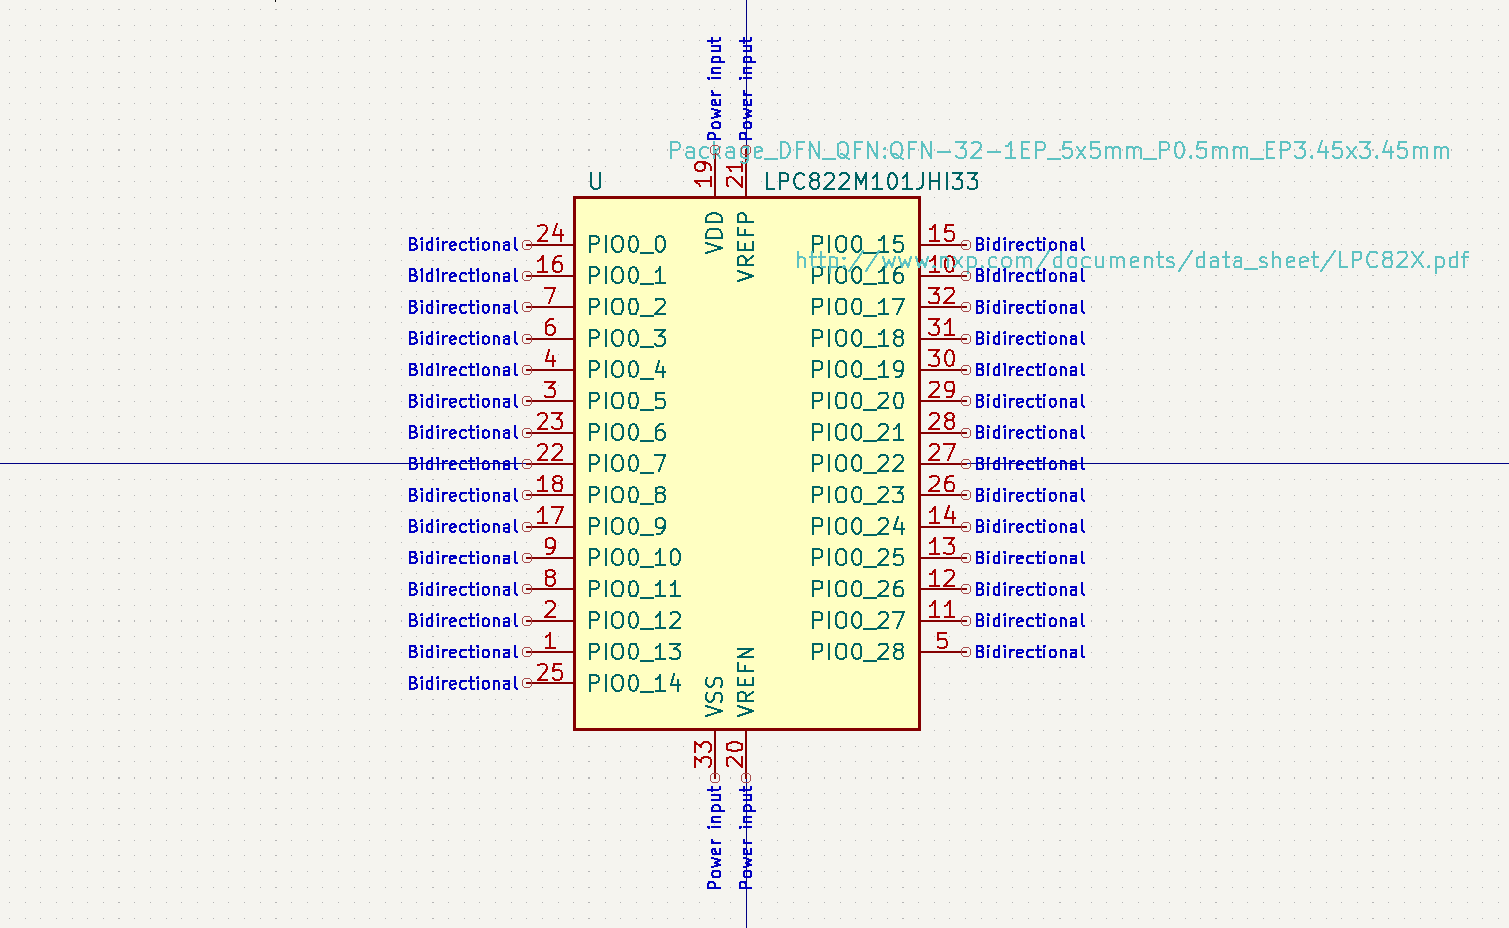 Power input Power input
Package_DFN_QFN:QFN-32-1EP_5x5mm_P0.5mm_EP3.45x3.45mm
19 21
U LPC822M101JHI33
VDD VREFP
Bidirectional 24 PIO0_0 PIO0_15 15 Bidirectional
http://www.nxp.com/documents/data_sheet/LPC82X.pdf
Bidirectional 16 PIO0_1 PIO0_16 10 Bidirectional
Bidirectional 7 PIO0_2 PIO0_17 32 Bidirectional
Bidirectional 6 PIO0_3 PIO0_18 31 Bidirectional
Bidirectional 4 PIO0_4 PIO0_19 30 Bidirectional
Bidirectional 3 PIO0_5 PIO0_20 29 Bidirectional
Bidirectional 23 PIO0_6 PIO0_21 28 Bidirectional
Bidirectional 22 PIO0_7 PIO0_22 27 Bidirectional
Bidirectional 18 PIO0_8 PIO0_23 26 Bidirectional
Bidirectional 17 PIO0_9 PIO0_24 14 Bidirectional
Bidirectional 9 PIO0_10 PIO0_25 13 Bidirectional
Bidirectional 8 PIO0_11 PIO0_26 12 Bidirectional
Bidirectional 2 PIO0_12 PIO0_27 11 Bidirectional
Bidirectional 1 PIO0_13 PIO0_28 5 Bidirectional
Bidirectional 25 PIO0_14
VSS VREFN
33 20
Power input Power input